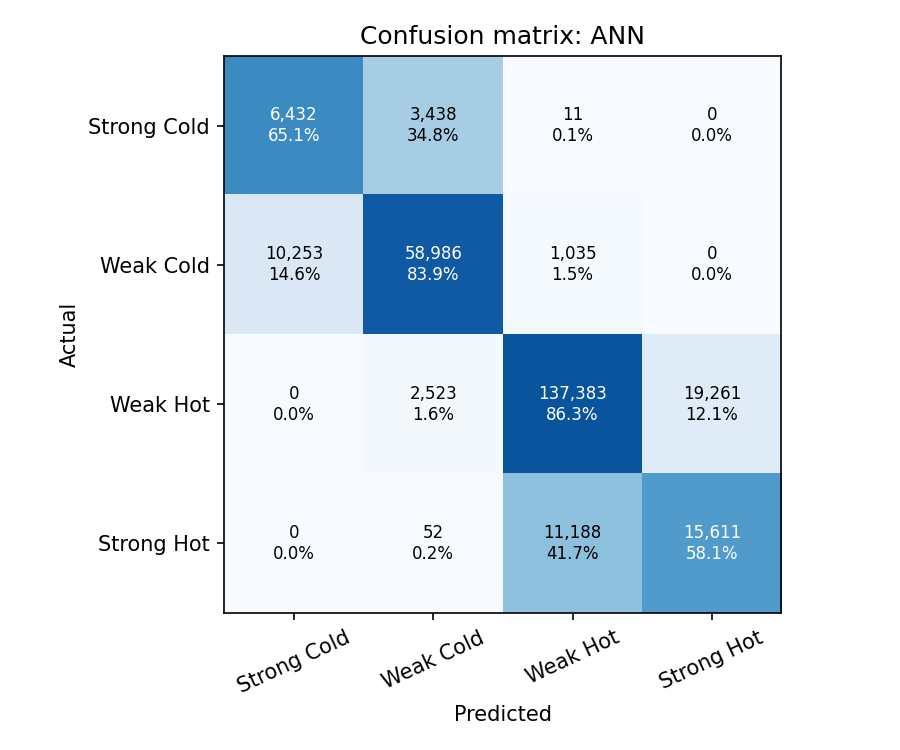 Confusion matrix: ANN
Actual
Strong Cold
6,432 3,438 11 0
65.1% 34.8% 0.1% 0.0%
Weak Cold
10,253 58,986 1,035 0
14.6% 83.9% 1.5% 0.0%
Weak Hot
0 2,523 137,383 19,261
0.0% 1.6% 86.3% 12.1%
Strong Hot
0 52 11,188 15,611
0.0% 0.2% 41.7% 58.1%
Strong Cold Weak Cold Weak Hot Strong Hot
Predicted